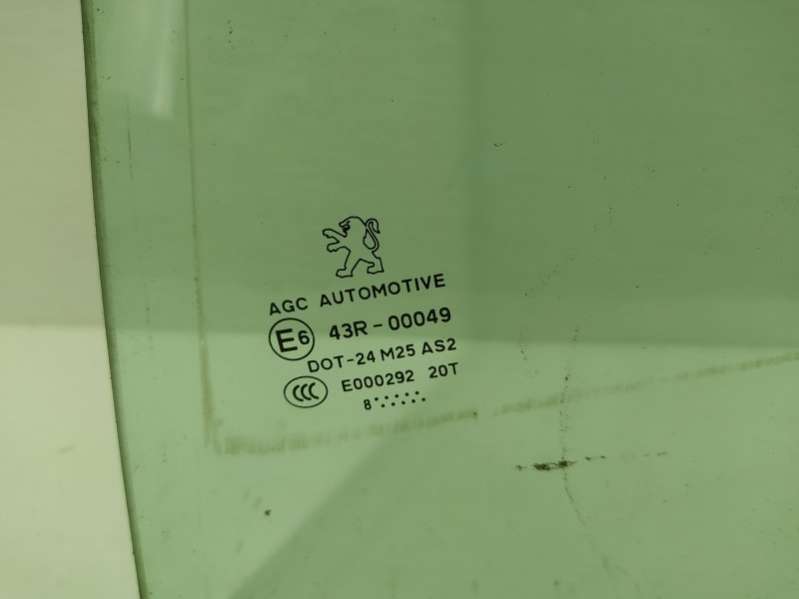 AGC AUTOMOTIVE
E6 43R-00049
DOT-24 M25 AS2
CCC E000292 20T
8